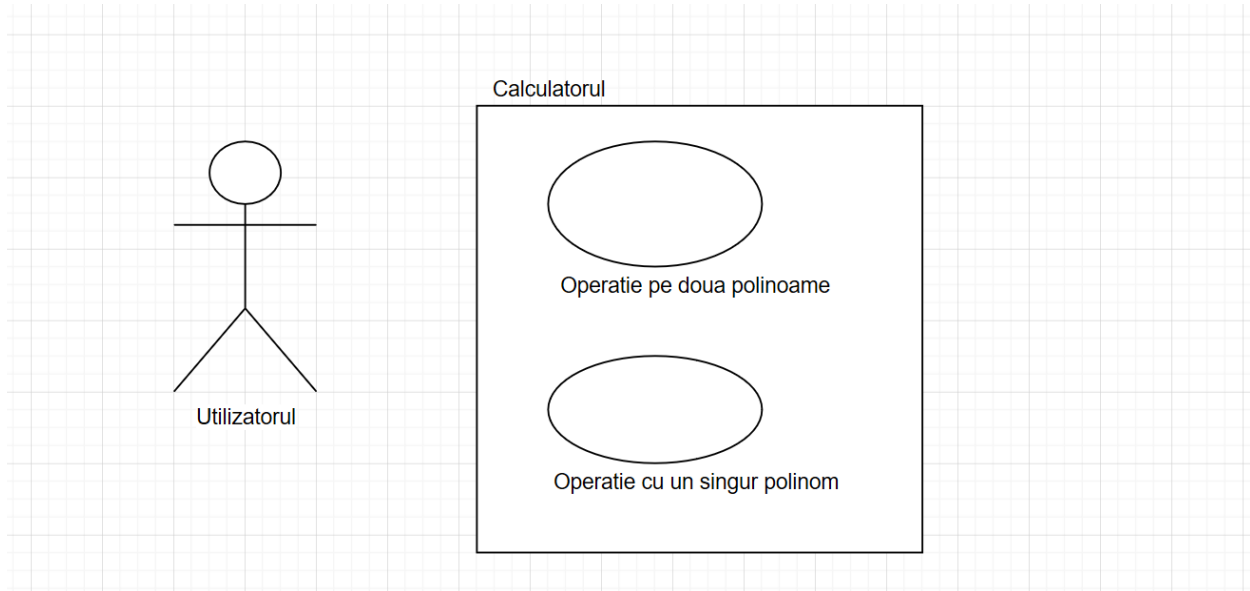 Calculatorul
Operatie pe doua polinoame
Utilizatorul
Operatie cu un singur polinom